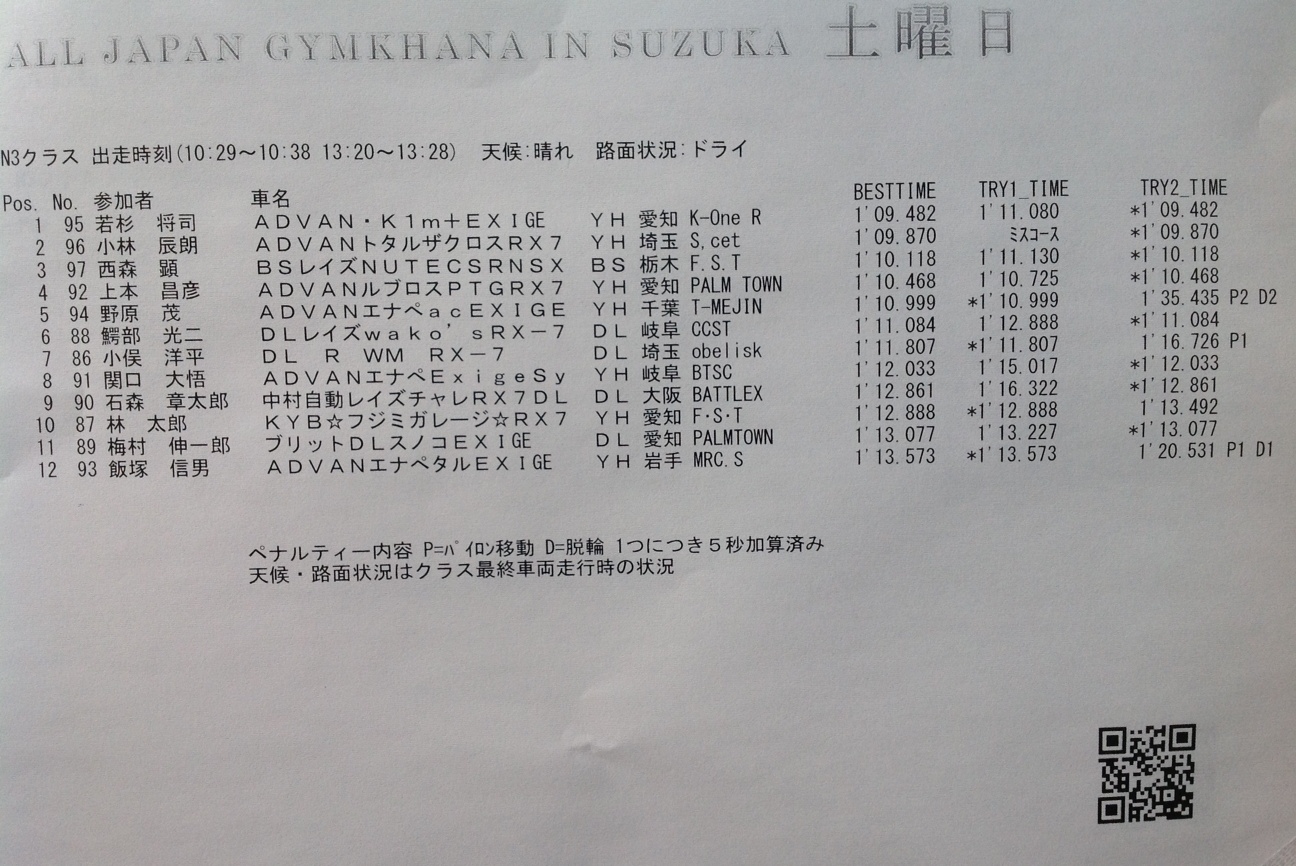 ALL JAPAN GYMKHANA IN SUZUKA 土曜日
N3クラス 出走時刻(10:29～10:38 13:20～13:28) 天候:晴れ 路面状況:ドライ
Pos. No. 参加者 車名 BESTTIME TRY1_TIME TRY2_TIME
1 95 若杉 将司 ＡＤＶＡＮ・Ｋ１ｍ＋ＥＸＩGE ＹＨ 愛知 K-One R 1'09.482 1'11.080 *1'09.482
2 96 小林 辰朗 ＡＤＶＡＮトタルザクロスＲＸ７ ＹＨ 埼玉 S,cet 1'09.870 ﾐｽｺｰｽ *1'09.870
3 97 西森 顕 ＢＳレイズＮＵＴＥＣＳＲＮＳＸ ＢＳ 栃木 F.S.T 1'10.118 1'11.130 *1'10.118
4 92 上本 昌彦 ＡＤＶＡＮルブロスＰＴＧＲＸ７ ＹＨ 愛知 PALM TOWN 1'10.468 1'10.725 *1'10.468
5 94 野原 茂 ＡＤＶＡＮエナペａｃＥＸＩＧＥ ＹＨ 千葉 T-MEJIN 1'10.999 *1'10.999 1'35.435 P2 D2
6 88 鰐部 光二 ＤＬレイズｗａｋｏ’ｓＲＸ－７ ＤＬ 岐阜 CCST 1'11.084 1'12.888 *1'11.084
7 86 小俣 洋平 ＤＬ Ｒ ＷＭ ＲＸ－７ ＤＬ 埼玉 obelisk 1'11.807 *1'11.807 1'16.726 P1
8 91 関口 大悟 ＡＤＶＡＮエナペＥｘｉｇｅＳｙ ＹＨ 岐阜 BTSC 1'12.033 1'15.017 *1'12.033
9 90 石森 章太郎 中村自動レイズチャレＲＸ７ＤＬ ＤＬ 大阪 BATTLEX 1'12.861 1'16.322 *1'12.861
10 87 林 太郎 ＫＹＢ☆フジミガレージ☆ＲＸ７ ＹＨ 愛知 F･S･T 1'12.888 *1'12.888 1'13.492
11 89 梅村 伸一郎 ブリットＤＬスノコＥＸＩGE ＤＬ 愛知 PALMTOWN 1'13.077 1'13.227 *1'13.077
12 93 飯塚 信男 ＡＤＶＡＮエナペタルＥＸＩGE ＹＨ 岩手 MRC.S 1'13.573 *1'13.573 1'20.531 P1 D1
ペナルティー内容 P=ﾊﾟｲﾛﾝ移動 D=脱輪 1つにつき５秒加算済み
天候・路面状況はクラス最終車両走行時の状況